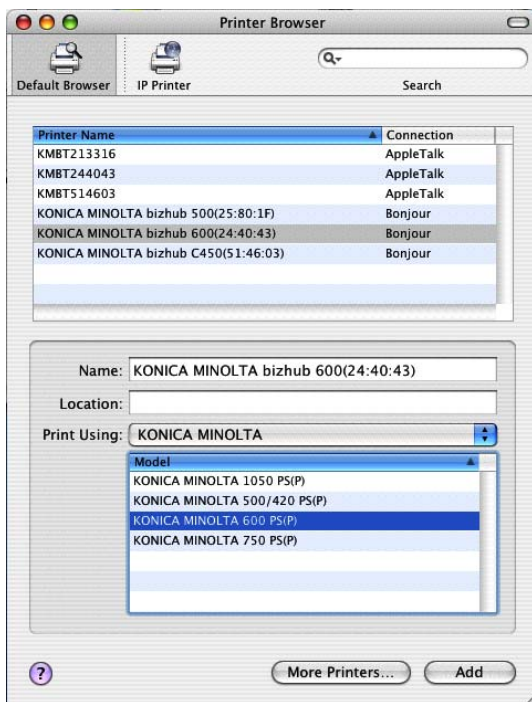 Printer Browser
Default Browser
IP Printer
Search
Printer Name Connection
KMBT213316 AppleTalk
KMBT244043 AppleTalk
KMBT514603 AppleTalk
KONICA MINOLTA bizhub 500(25:80:1F) Bonjour
KONICA MINOLTA bizhub 600(24:40:43) Bonjour
KONICA MINOLTA bizhub C450(51:46:03) Bonjour
Name: KONICA MINOLTA bizhub 600(24:40:43)
Location:
Print Using: KONICA MINOLTA
Model
KONICA MINOLTA 1050 PS(P)
KONICA MINOLTA 500/420 PS(P)
KONICA MINOLTA 600 PS(P)
KONICA MINOLTA 750 PS(P)
? More Printers... Add